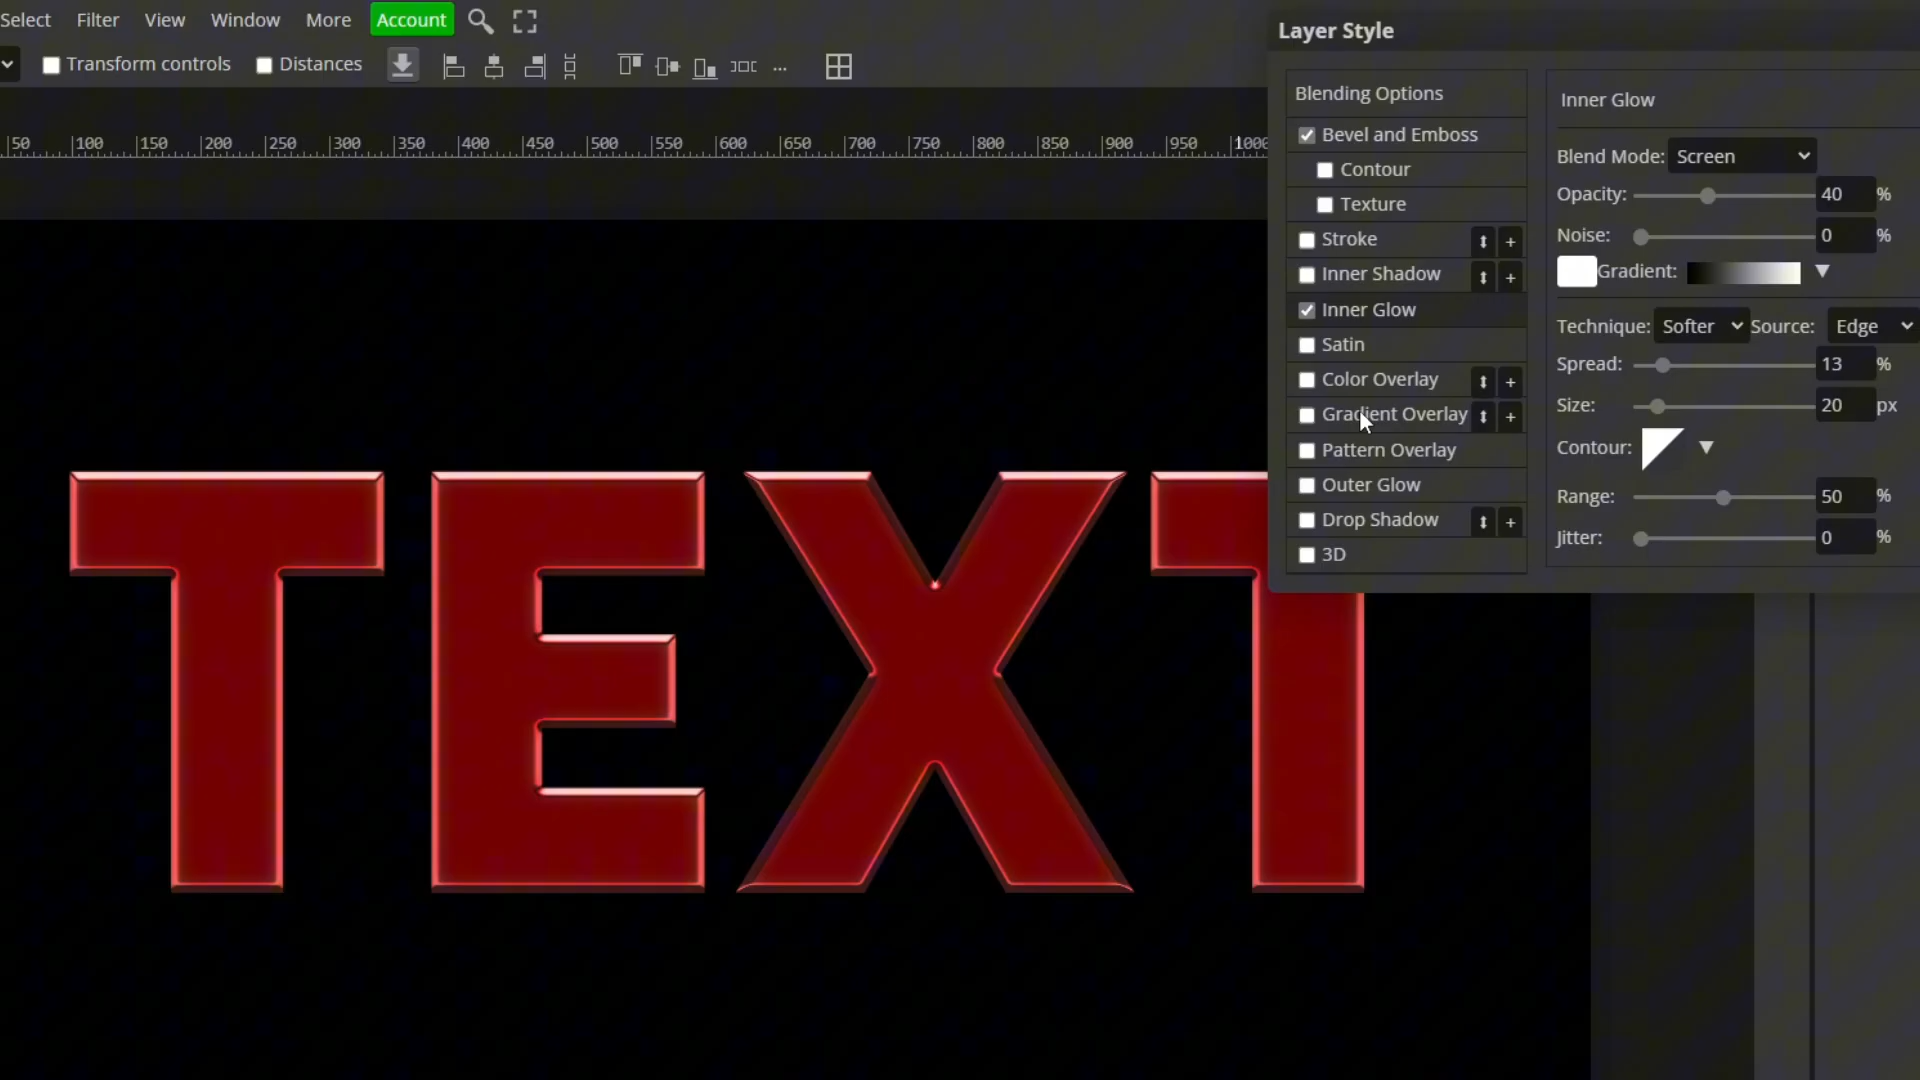 Select Filter View Window More Account
Transform controls Distances ...
50 100 150 200 250 300 350 400 450 500 550 600 650 700 750 800 850 900 950 1000
TEXT
Layer Style
Blending Options
Bevel and Emboss
Contour
Texture
Stroke +
Inner Shadow +
Inner Glow
Satin
Color Overlay +
Gradient Overlay +
Pattern Overlay
Outer Glow
Drop Shadow +
3D
Inner Glow
Blend Mode: Screen
Opacity: 40 %
Noise: 0 %
Gradient:
Technique: Softer Source: Edge
Spread: 13 %
Size: 20 px
Contour:
Range: 50 %
Jitter: 0 %